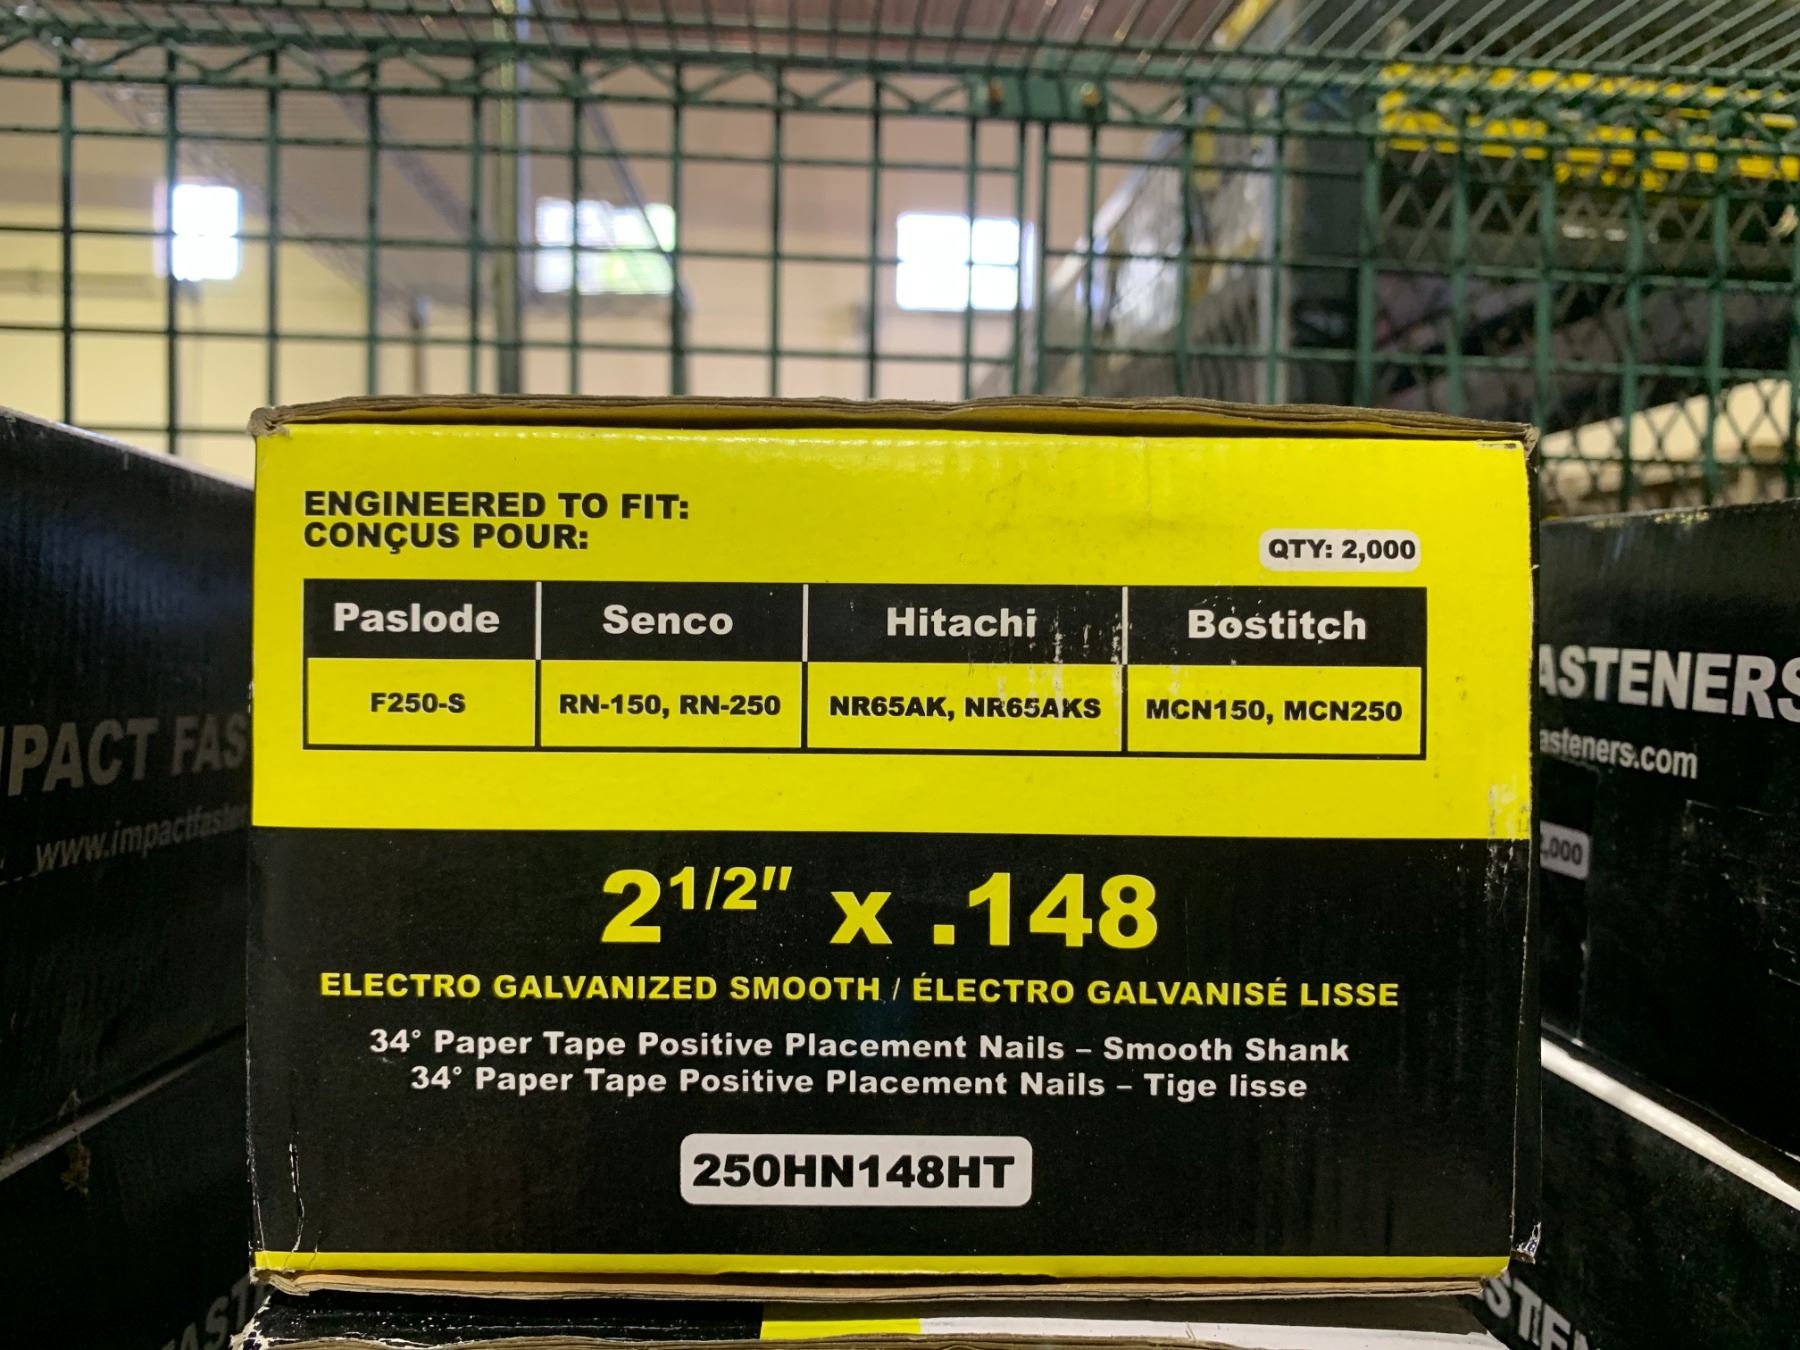 ENGINEERED TO FIT:
CONÇUS POUR:
QTY: 2,000
Paslode Senco Hitachi Bostitch
F250-S RN-150, RN-250 NR65AK, NR65AKS MCN150, MCN250
2 1/2" x .148
ELECTRO GALVANIZED SMOOTH / ÉLECTRO GALVANISÉ LISSE
34° Paper Tape Positive Placement Nails – Smooth Shank
34° Paper Tape Positive Placement Nails – Tige lisse
250HN148HT
PACT FAS
www.impactfaste
ASTENERS
asteners.com
2,000